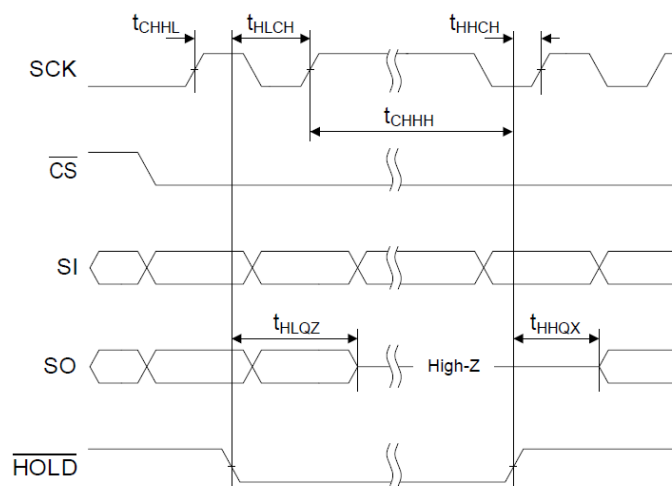 tCHHL tHLCH tHHCH
SCK
tCHHH
CS
SI
tHLQZ tHHQX
SO High-Z
HOLD